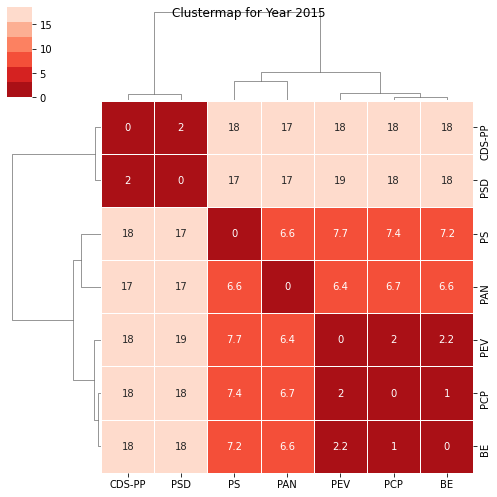 Clustermap for Year 2015
15
10
5
0
0 2 18 17 18 18 18 CDS-PP
2 0 17 17 19 18 18 PSD
18 17 0 6.6 7.7 7.4 7.2 PS
17 17 6.6 0 6.4 6.7 6.6 PAN
18 19 7.7 6.4 0 2 2.2 PEV
18 18 7.4 6.7 2 0 1 PCP
18 18 7.2 6.6 2.2 1 0 BE
CDS-PP PSD PS PAN PEV PCP BE